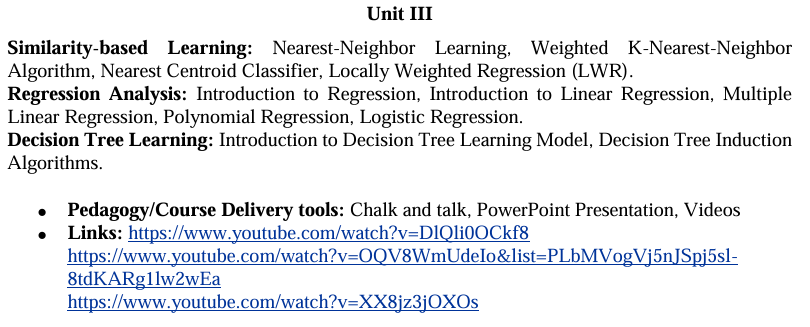 Unit III
Similarity-based Learning: Nearest-Neighbor Learning, Weighted K-Nearest-Neighbor
Algorithm, Nearest Centroid Classifier, Locally Weighted Regression (LWR).
Regression Analysis: Introduction to Regression, Introduction to Linear Regression, Multiple
Linear Regression, Polynomial Regression, Logistic Regression.
Decision Tree Learning: Introduction to Decision Tree Learning Model, Decision Tree Induction
Algorithms.
● Pedagogy/Course Delivery tools: Chalk and talk, PowerPoint Presentation, Videos
● Links: https://www.youtube.com/watch?v=DlQli0OCkf8
https://www.youtube.com/watch?v=OQV8WmUdeIo&list=PLbMVogVj5nJSpj5sl-
8tdKARg1lw2wEa
https://www.youtube.com/watch?v=XX8jz3jOXOs